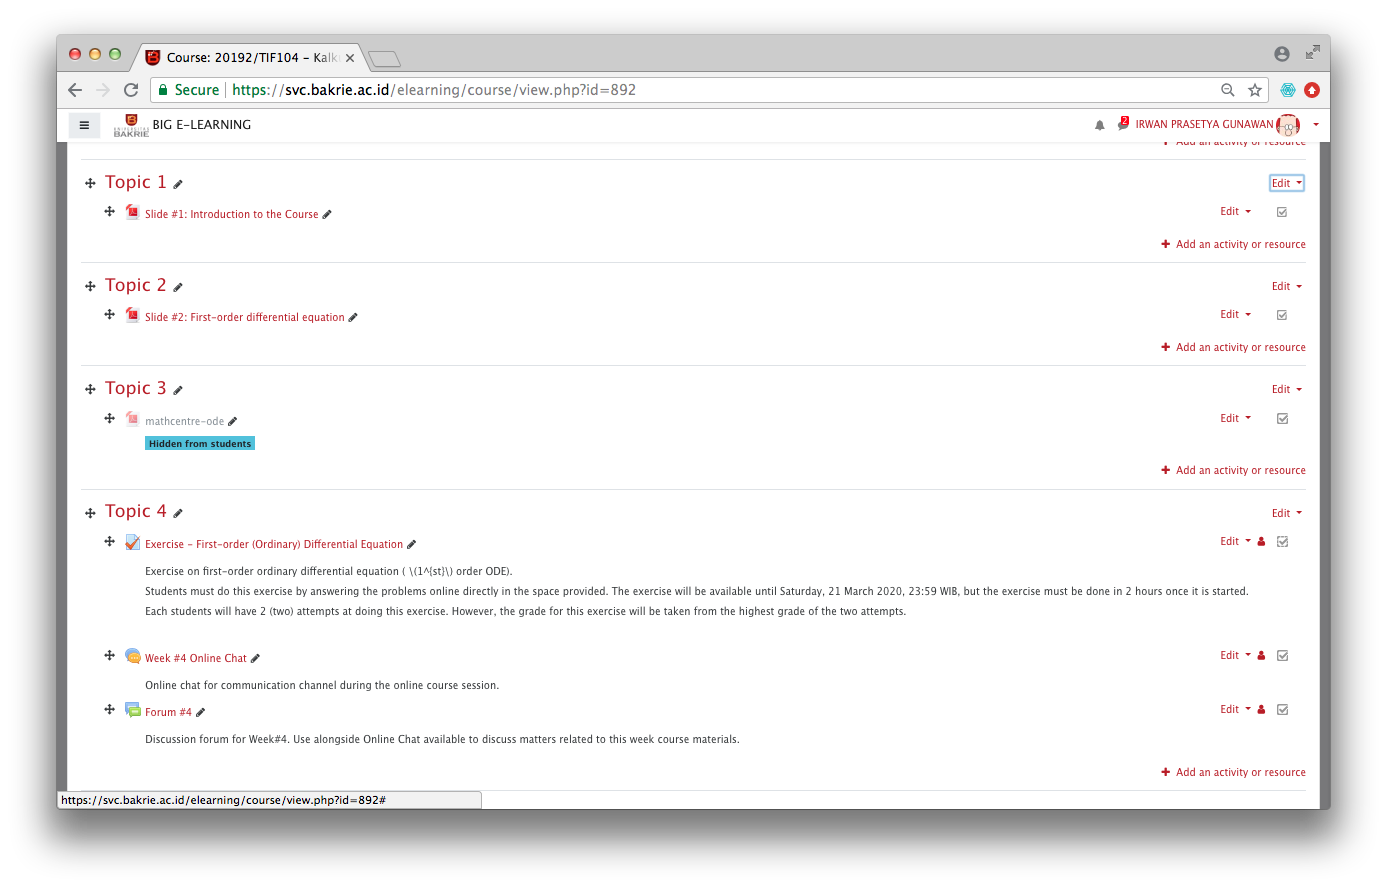 Course: 20192/TIF104 – Kalk
Secure https://svc.bakrie.ac.id/elearning/course/view.php?id=892
UNIVERSITAS BAKRIE BIG E-LEARNING 2 IRWAN PRASETYA GUNAWAN
Add an activity or resource
Topic 1 Edit
Slide #1: Introduction to the Course Edit
Add an activity or resource
Topic 2 Edit
Slide #2: First-order differential equation Edit
Add an activity or resource
Topic 3 Edit
mathcentre-ode Edit
Hidden from students
Add an activity or resource
Topic 4 Edit
Exercise – First-order (Ordinary) Differential Equation Edit
Exercise on first-order ordinary differential equation ( \(1^{st}\) order ODE).
Students must do this exercise by answering the problems online directly in the space provided. The exercise will be available until Saturday, 21 March 2020, 23:59 WIB, but the exercise must be done in 2 hours once it is started.
Each students will have 2 (two) attempts at doing this exercise. However, the grade for this exercise will be taken from the highest grade of the two attempts.
Week #4 Online Chat Edit
Online chat for communication channel during the online course session.
Forum #4 Edit
Discussion forum for Week#4. Use alongside Online Chat available to discuss matters related to this week course materials.
Add an activity or resource
https://svc.bakrie.ac.id/elearning/course/view.php?id=892#